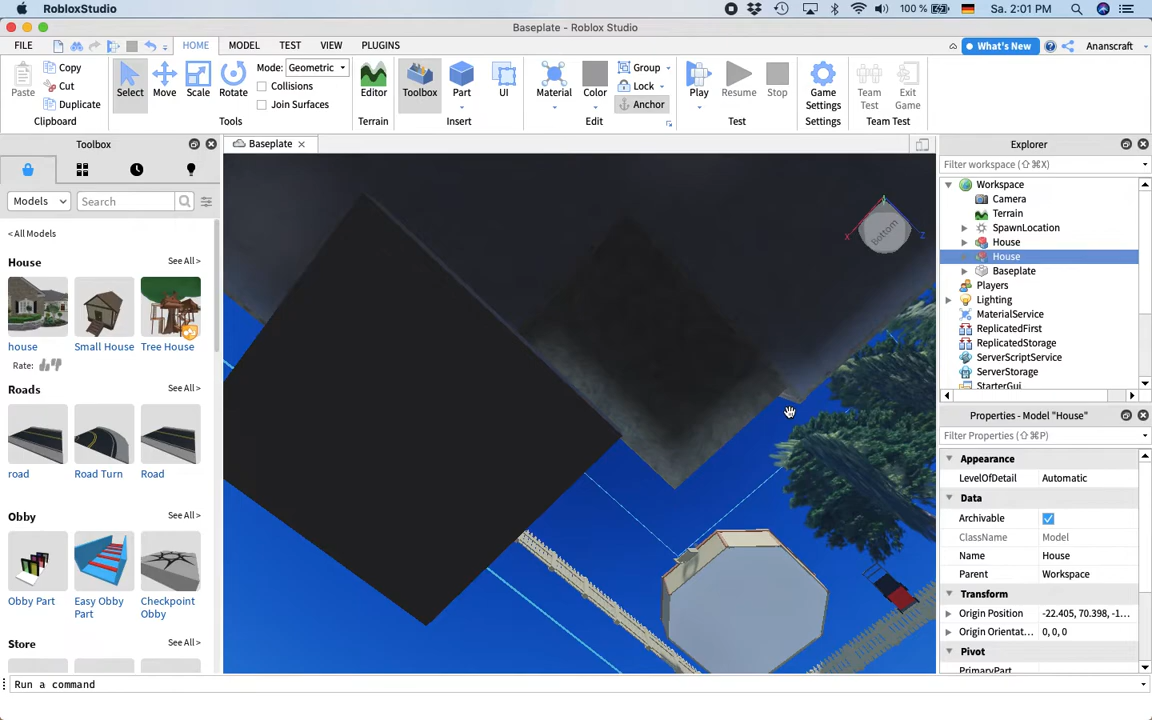 RobloxStudio
100 %
Sa. 2:01 PM
Baseplate - Roblox Studio
FILE
HOME
MODEL
TEST
VIEW
PLUGINS
What's New
Ananscraft
Paste
Copy
Cut
Duplicate
Clipboard
Select
Move
Scale
Rotate
Mode: Geometric
Collisions
Join Surfaces
Tools
Editor
Terrain
Toolbox
Part
UI
Insert
Material
Color
Group
Lock
Anchor
Edit
Play
Resume
Stop
Test
Game
Settings
Settings
Team
Test
Exit
Game
Team Test
Toolbox
Baseplate
Models
Search
< All Models
House
See All >
house
Small House
Tree House
Rate:
Roads
See All >
road
Road Turn
Road
Obby
See All >
Obby Part
Easy Obby
Part
Checkpoint
Obby
Store
See All >
Bottom
X
Z
Explorer
Filter workspace (⇧⌘X)
Workspace
Camera
Terrain
SpawnLocation
House
House
Baseplate
Players
Lighting
MaterialService
ReplicatedFirst
ReplicatedStorage
ServerScriptService
ServerStorage
StarterGui
Properties - Model "House"
Filter Properties (⇧⌘P)
Appearance
LevelOfDetail Automatic
Data
Archivable
ClassName Model
Name House
Parent Workspace
Transform
Origin Position -22.405, 70.398, -1...
Origin Orientat... 0, 0, 0
Pivot
PrimaryPart
Run a command